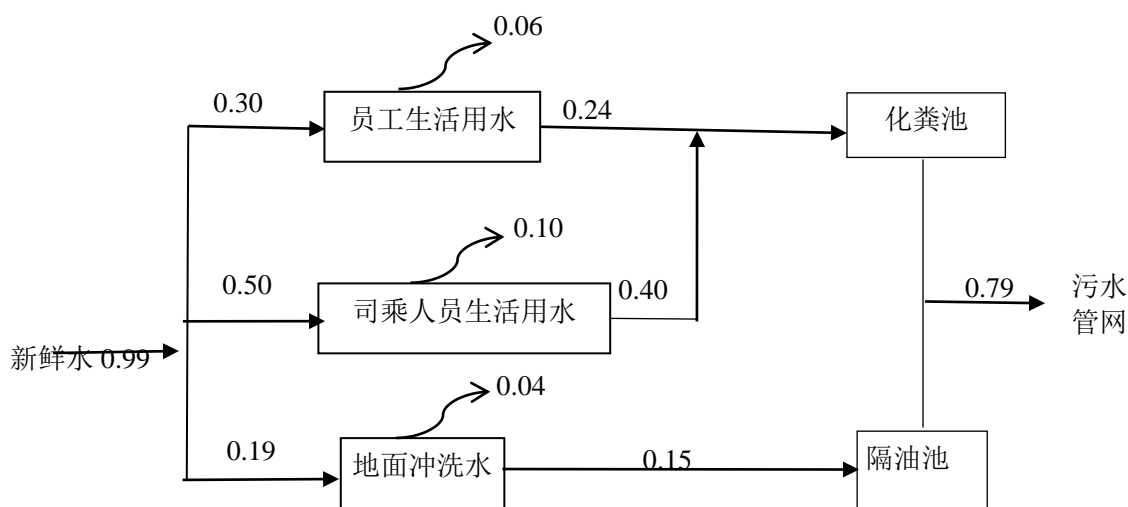 0.06
0.30
员工生活用水
0.24
化粪池
0.10
0.50
司乘人员生活用水
0.40
0.79
污水
管网
新鲜水 0.99
0.04
0.19
地面冲洗水
0.15
隔油池